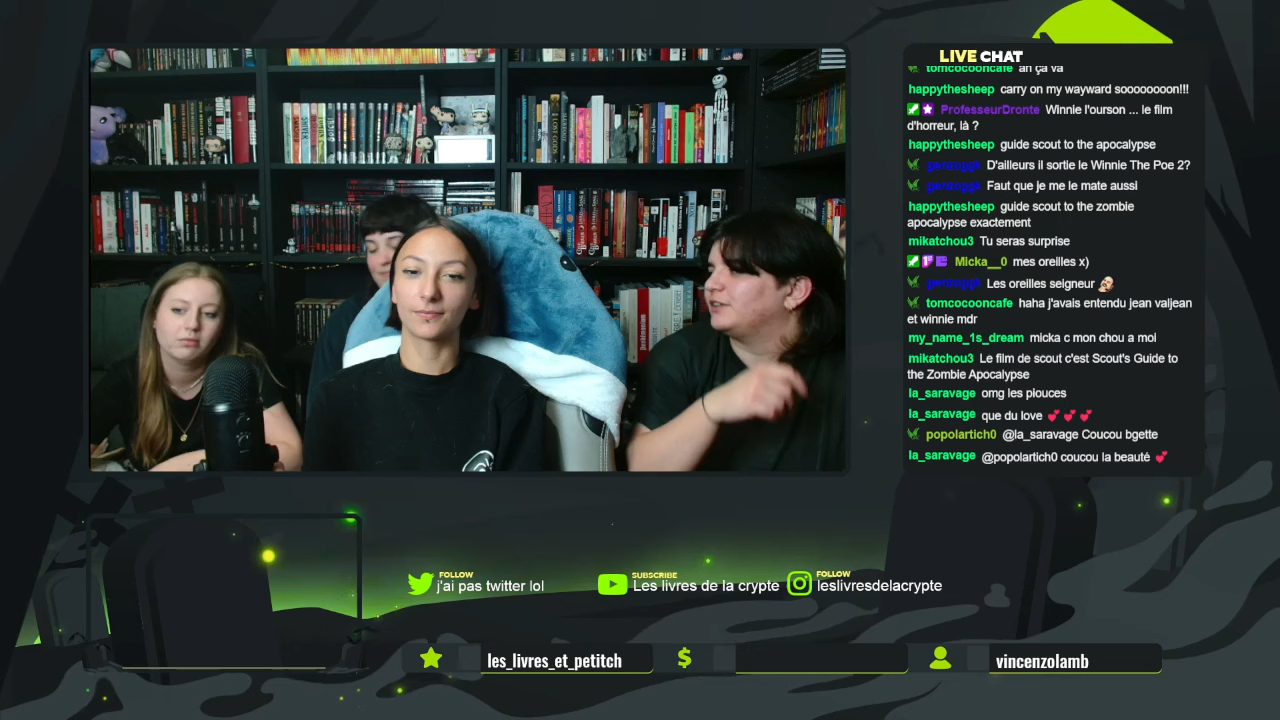 LIVE CHAT
tomcocooncafe ah ça va
happythesheep carry on my wayward sooooooooon!!!
ProfesseurDronte Winnie l'ourson ... le film
d'horreur, là ?
happythesheep guide scout to the apocalypse
D'ailleurs il sortie le Winnie The Poe 2?
Faut que je me le mate aussi
happythesheep guide scout to the zombie
apocalypse exactement
mikatchou3 Tu seras surprise
Micka__0 mes oreilles x)
Les oreilles seigneur
tomcocooncafe haha j'avais entendu jean valjean
et winnie mdr
my_name_1s_dream micka c mon chou a moi
mikatchou3 Le film de scout c'est Scout's Guide to
the Zombie Apocalypse
la_saravage omg les piouces
la_saravage que du love
popolartich0 @la_saravage Coucou bgette
la_saravage @popolartich0 coucou la beauté
FOLLOW
j'ai pas twitter lol
SUBSCRIBE
Les livres de la crypte
FOLLOW
leslivresdelacrypte
les_livres_et_petitch
$
vincenzolamb